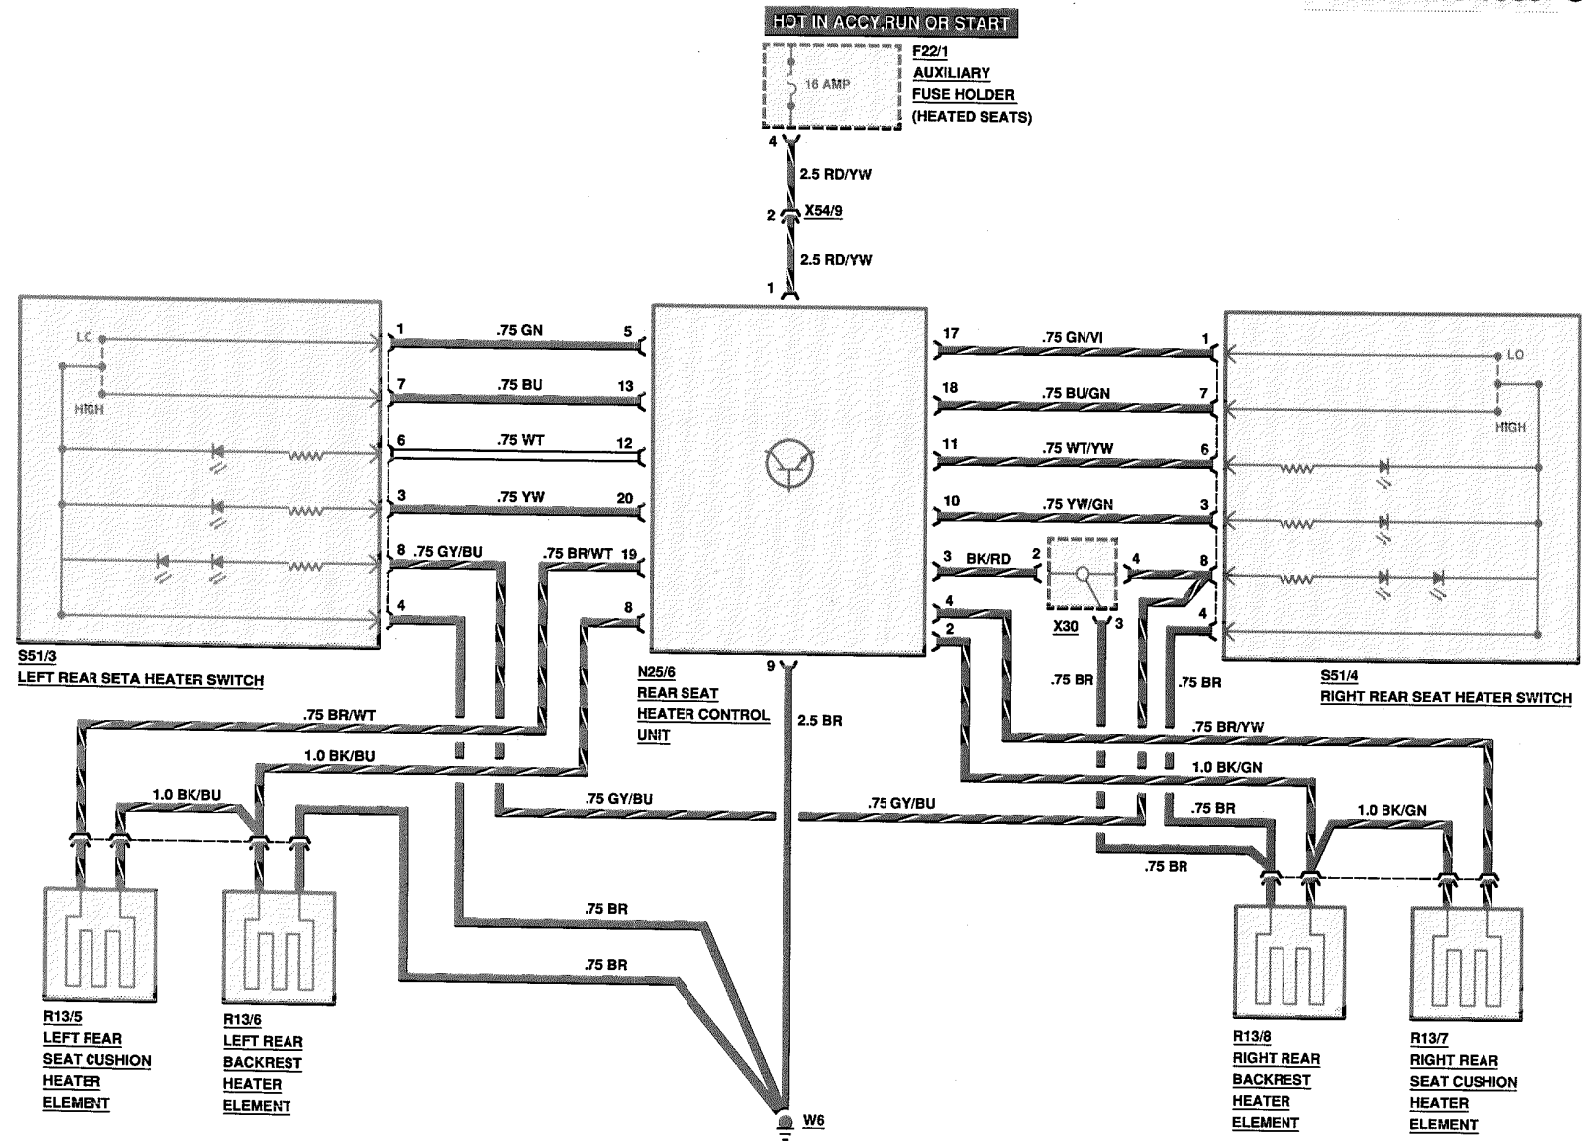 HOT IN ACCY,RUN OR START
F22/1
AUXILIARY
FUSE HOLDER
(HEATED SEATS)
16 AMP
4
2.5 RD/YW
2
X54/9
2.5 RD/YW
1
LC
HIGH
1
.75 GN
5
7
.75 BU
13
6
.75 WT
12
3
.75 YW
20
8
.75 GY/BU
.75 BR/WT
19
4
8
17
.75 GN/VI
1
18
.75 BU/GN
7
11
.75 WT/YW
6
10
.75 YW/GN
3
3
BK/RD
2
4
8
4
2
X30
3
4
LO
HIGH
S51/3
LEFT REAR SETA HEATER SWITCH
N25/6
REAR SEAT
HEATER CONTROL
UNIT
9
2.5 BR
.75 BR
.75 BR
S51/4
RIGHT REAR SEAT HEATER SWITCH
.75 BR/WT
1.0 BK/BU
1.0 BK/BU
.75 GY/BU
.75 GY/BU
.75 BR/YW
1.0 BK/GN
.75 BR
1.0 BK/GN
.75 BR
.75 BR
.75 BR
R13/5
LEFT REAR
SEAT CUSHION
HEATER
ELEMENT
R13/6
LEFT REAR
BACKREST
HEATER
ELEMENT
W6
R13/8
RIGHT REAR
BACKREST
HEATER
ELEMENT
R13/7
RIGHT REAR
SEAT CUSHION
HEATER
ELEMENT